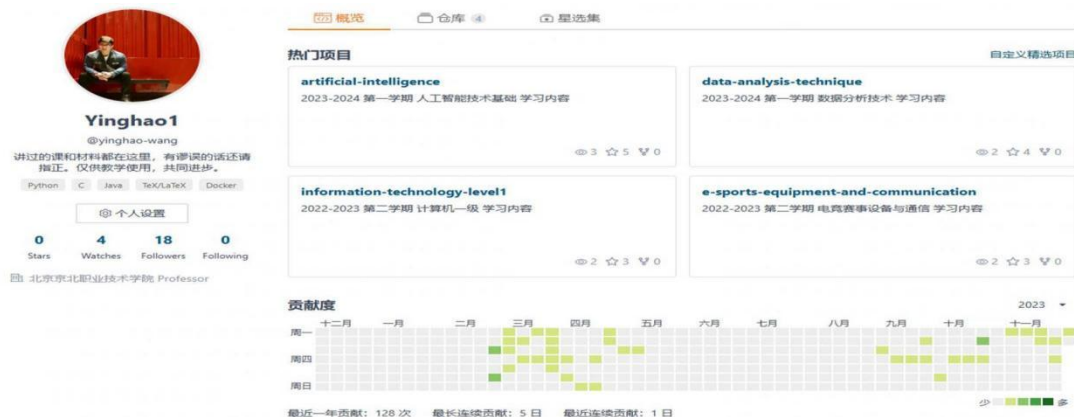 概览 仓库 4 星选集
热门项目
自定义精选项目
artificial-intelligence
2023-2024 第一学期 人工智能技术基础 学习内容
3 5 0
data-analysis-technique
2023-2024 第一学期 数据分析技术 学习内容
2 4 0
information-technology-level1
2022-2023 第二学期 计算机一级 学习内容
2 3 0
e-sports-equipment-and-communication
2022-2023 第二学期 电竞赛事设备与通信 学习内容
2 3 0
Yinghao1
@yinghao-wang
讲过的课和材料都在这里，有谬误的话还请
指正。仅供教学使用，共同进步。
Python C Java TeX/LaTeX Docker
个人设置
0 4 18 0
Stars Watches Followers Following
北京京北职业技术学院 Professor
贡献度
2023
十二月 一月 二月 三月 四月 五月 六月 七月 八月 九月 十月 十一月
周一
周四
周日
少 多
最近一年贡献：128 次 最长连续贡献：5 日 最近连续贡献：1 日